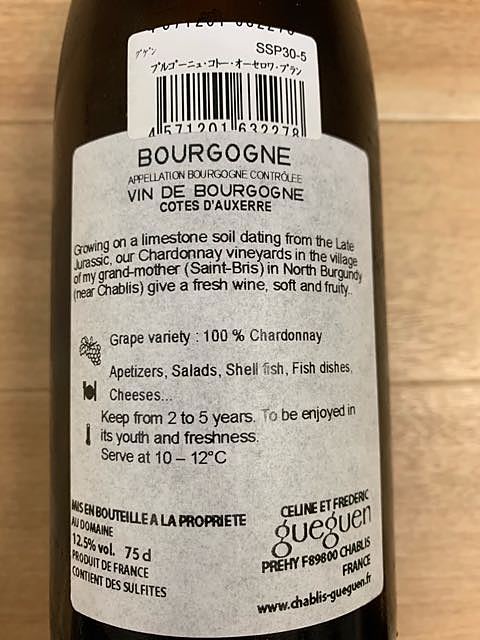 4571201632278
ブルゴーニュ・コトー・オーセロワ・ブラン
SSP30-5
4 571201 632278
BOURGOGNE
APPELLATION BOURGOGNE CONTRÔLEE
VIN DE BOURGOGNE
COTES D'AUXERRE
Growing on a limestone soil dating from the Late
Jurassic, our Chardonnay vineyards in the village
of my grand-mother (Saint-Bris) in North Burgundy
(near Chablis) give a fresh wine, soft and fruity..
Grape variety : 100 % Chardonnay
Apetizers, Salads, Shell fish, Fish dishes,
Cheeses...
Keep from 2 to 5 years. To be enjoyed in
its youth and freshness.
Serve at 10 – 12°C
MIS EN BOUTEILLE A LA PROPRIETE
AU DOMAINE
12.5% vol. 75 d
PRODUIT DE FRANCE
CONTIENT DES SULFITES
CELINE ET FREDERIC
gueguen
PREHY F89800 CHABLIS
FRANCE
www.chablis-gueguen.fr